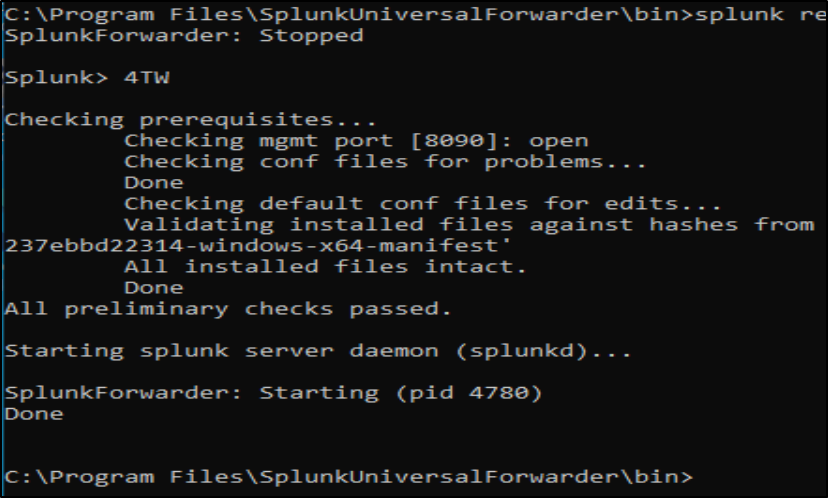 C:\Program Files\SplunkUniversalForwarder\bin>splunk re
SplunkForwarder: Stopped
Splunk> 4TW
Checking prerequisites...
Checking mgmt port [8090]: open
Checking conf files for problems...
Done
Checking default conf files for edits...
Validating installed files against hashes from
237ebbd22314-windows-x64-manifest'
All installed files intact.
Done
All preliminary checks passed.
Starting splunk server daemon (splunkd)...
SplunkForwarder: Starting (pid 4780)
Done
C:\Program Files\SplunkUniversalForwarder\bin>